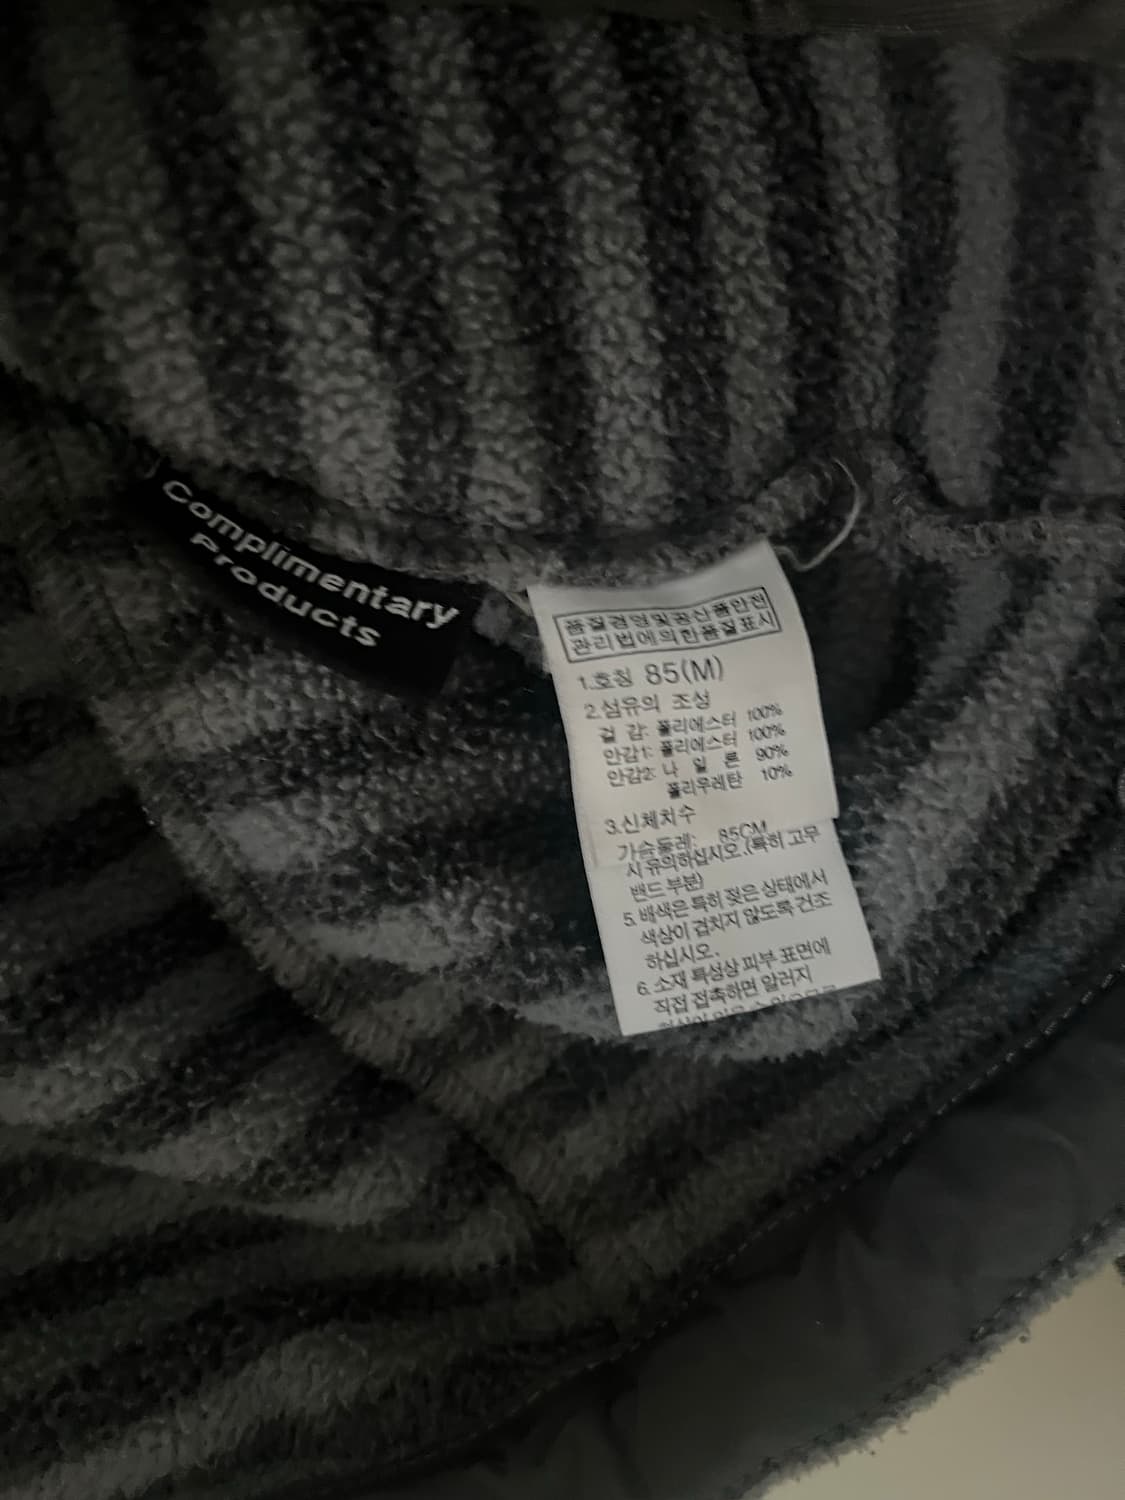 Complimentary
Products
품질경영및공산품안전
관리법에의한품질표시
1.호칭 85(M)
2.섬유의 조성
겉 감: 폴리에스터 100%
안감1: 폴리에스터 100%
안감2: 나 일 론 90%
폴리우레탄 10%
3.신체치수
가슴둘레: 85CM
시 유의하십시오.(특히 고무
밴드 부분)
5. 배색은 특히 젖은 상태에서
색상이 겹치지 않도록 건조
하십시오.
6. 소재 특성상 피부 표면에
직접 접촉하면 알러지